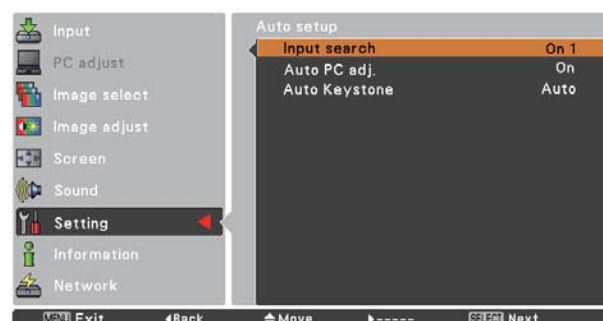 Input
PC adjust
Image select
Image adjust
Screen
Sound
Setting
Information
Network
Auto setup
Input search On 1
Auto PC adj. On
Auto Keystone Auto
MENU Exit ◀Back ◆Move ▶----- SELECT Next